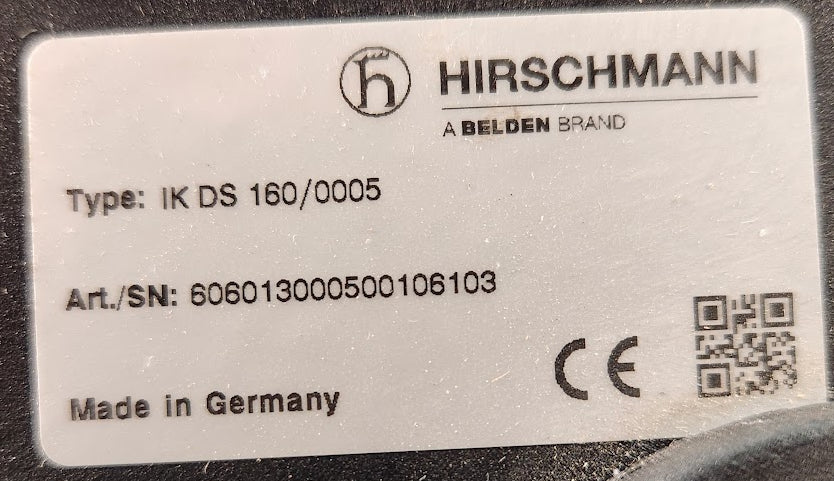 HIRSCHMANN
A BELDEN BRAND
Type: IK DS 160/0005
Art./SN: 606013000500106103
Made in Germany
CE